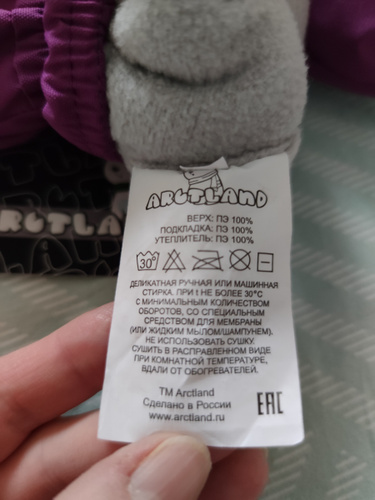 ARCTLAND
ARCTLAND
ВЕРХ: ПЭ 100%
ПОДКЛАДКА: ПЭ 100%
УТЕПЛИТЕЛЬ: ПЭ 100%
30°
ДЕЛИКАТНАЯ РУЧНАЯ ИЛИ МАШИННАЯ
СТИРКА. ПРИ t НЕ БОЛЕЕ 30°С
С МИНИМАЛЬНЫМ КОЛИЧЕСТВОМ
ОБОРОТОВ, СО СПЕЦИАЛЬНЫМ
СРЕДСТВОМ ДЛЯ МЕМБРАНЫ
(ИЛИ ЖИДКИМ МЫЛОМ/ШАМПУНЕМ).
НЕ ИСПОЛЬЗОВАТЬ СУШКУ.
СУШИТЬ В РАСПРАВЛЕННОМ ВИДЕ
ПРИ КОМНАТНОЙ ТЕМПЕРАТУРЕ,
ВДАЛИ ОТ ОБОГРЕВАТЕЛЕЙ.
TM Arctland
Сделано в России
www.arctland.ru
EAC